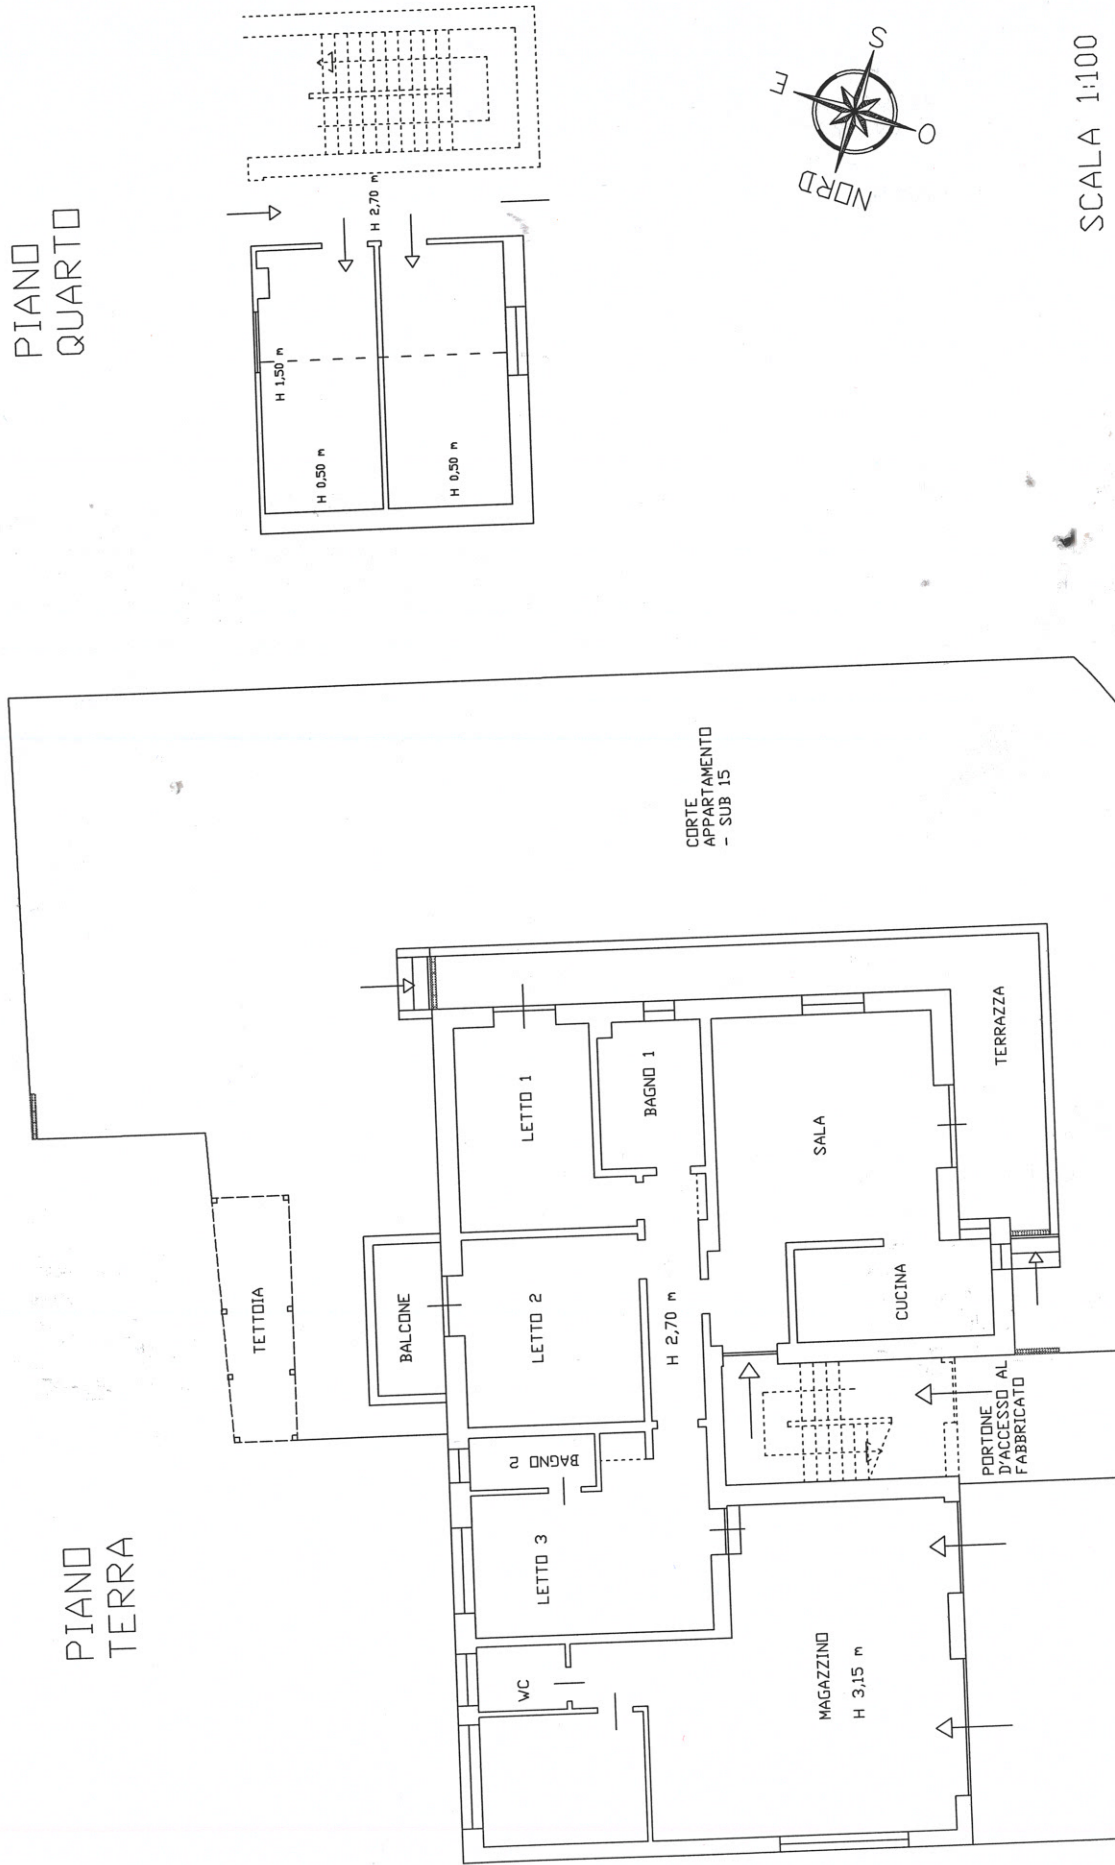 PIANO
QUARTO
H 2,70 m
H 1,50 m
H 0,50 m
H 0,50 m
S
E
O
NORD
SCALA 1:100
PIANO
TERRA
TETTOIA
BALCONE
LETTO 1
BAGNO 1
LETTO 2
SALA
TERRAZZA
CORTE
APPARTAMENTO
- SUB 15
H 2,70 m
CUCINA
BAGNO 2
LETTO 3
PORTONE
D'ACCESSO AL
FABBRICATO
WC
MAGAZZINO
H 3,15 m